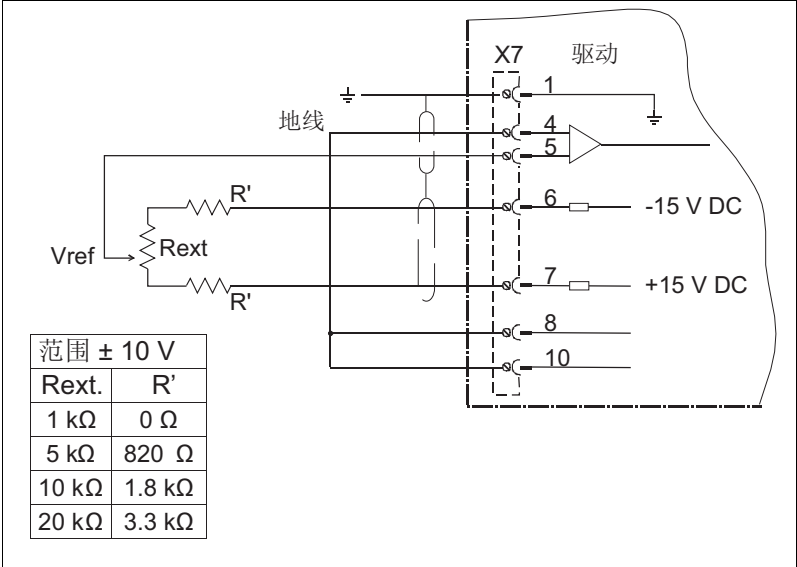 X7 驱动
1
地线
4
5
R'
6 -15 V DC
Vref Rext
R'
7 +15 V DC
8
10
范围 ± 10 V
Rext. R’
1 kΩ 0 Ω
5 kΩ 820 Ω
10 kΩ 1.8 kΩ
20 kΩ 3.3 kΩ